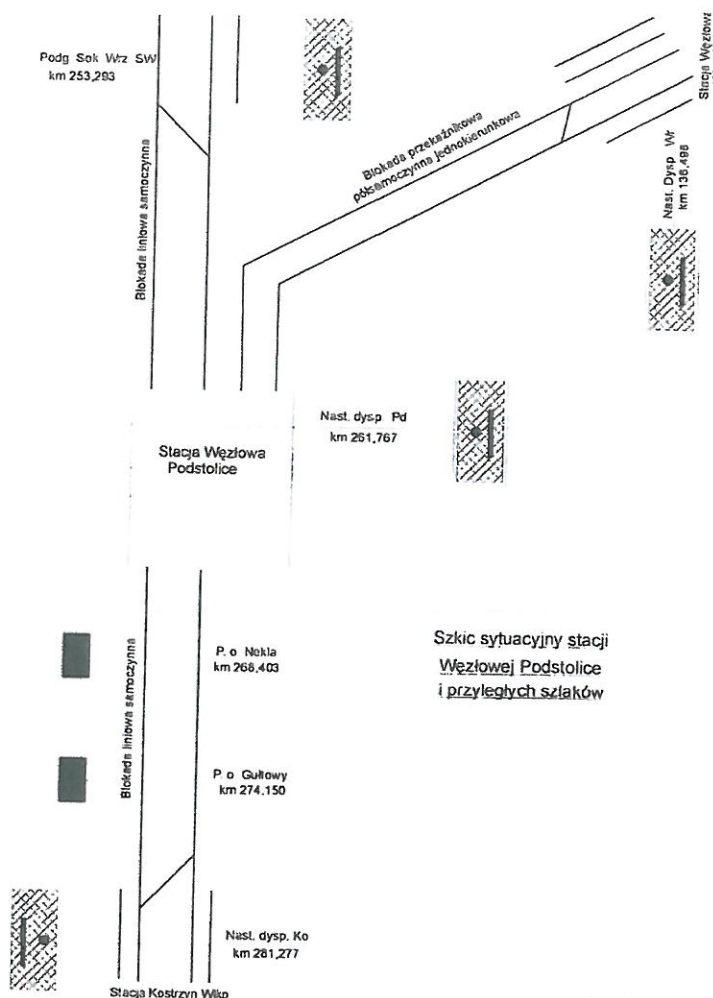 Podg Sok Wrz SW
km 253,293
Blokada liniowa samoczynna
Blokada przekaźnikowa
półsamoczynna jednokierunkowa
Stacja Węzłowa
Nast. Dysp. Wr
km 136,498
Nast. dysp. Pd
km 261,767
Stacja Węzłowa
Podstolice
Blokada liniowa samoczynna
P. o Nekla
km 268,403
P. o Gułtowy
km 274,150
Szkic sytuacyjny stacji
Węzłowej Podstolice
i przyległych szlaków
Nast. dysp. Ko
km 281,277
Stacja Kostrzyn Wlkp